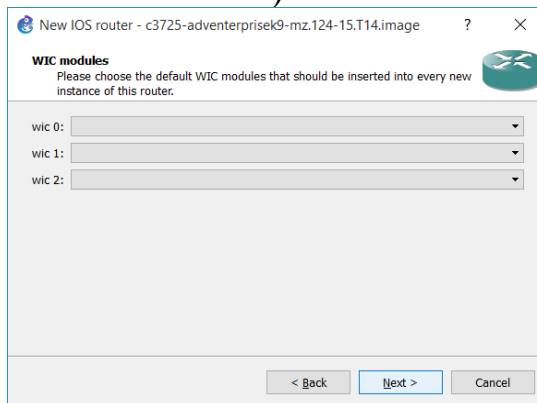 New IOS router - c3725-adventerprisek9-mz.124-15.T14.image ? ×
WIC modules
Please choose the default WIC modules that should be inserted into every new
instance of this router.
wic 0:
wic 1:
wic 2:
< Back Next > Cancel